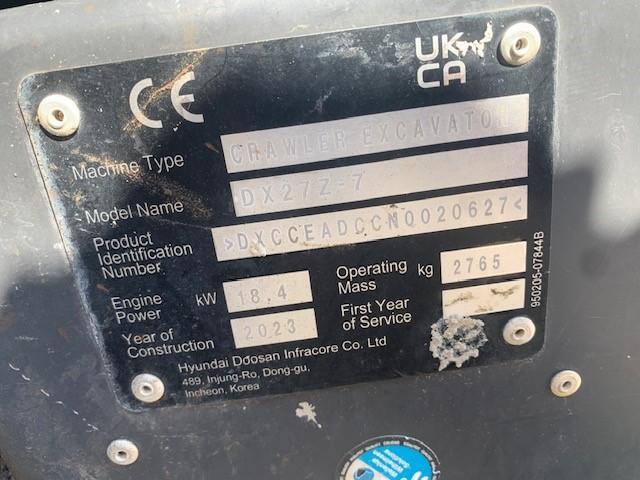 CE
UK
CA
Machine Type CRAWLER EXCAVATOR
Model Name DX27Z-7
Product Identification Number >DXCCEADCCN0020627<
Engine Power kW 18.4
Operating Mass kg 2765
Year of Construction 2023
First Year of Service
Hyundai Doosan Infracore Co. Ltd
489, Injung-Ro, Dong-gu,
Incheon, Korea
950205-07844B